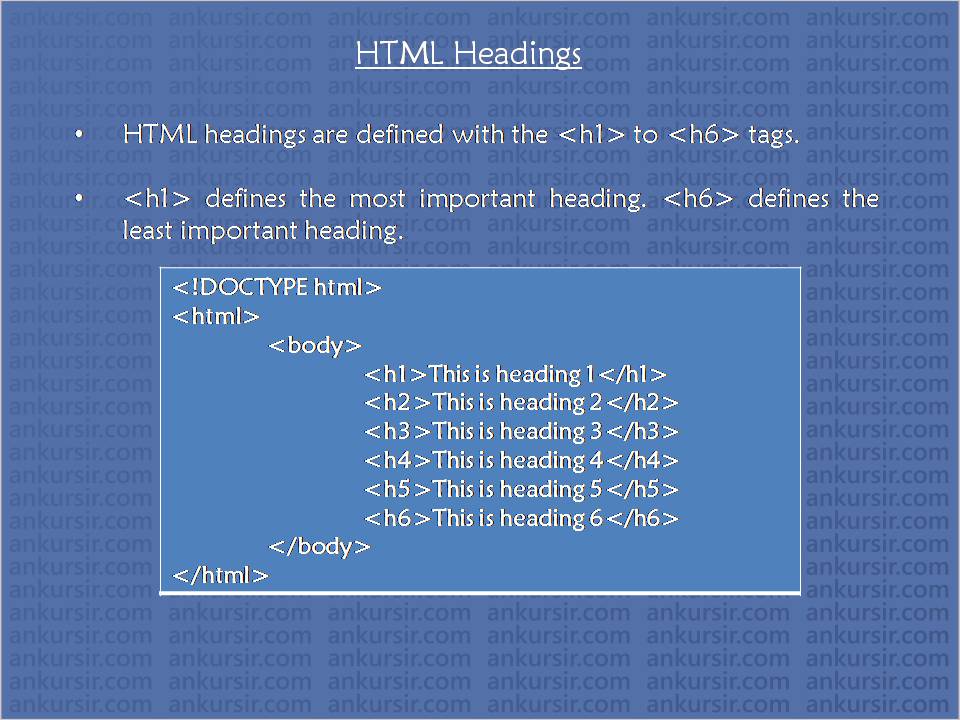 HTML Headings
• HTML headings are defined with the <h1> to <h6> tags.
• <h1> defines the most important heading. <h6> defines the
least important heading.
<!DOCTYPE html>
<html>
<body>
<h1>This is heading 1</h1>
<h2>This is heading 2</h2>
<h3>This is heading 3</h3>
<h4>This is heading 4</h4>
<h5>This is heading 5</h5>
<h6>This is heading 6</h6>
</body>
</html>
ankursir.com